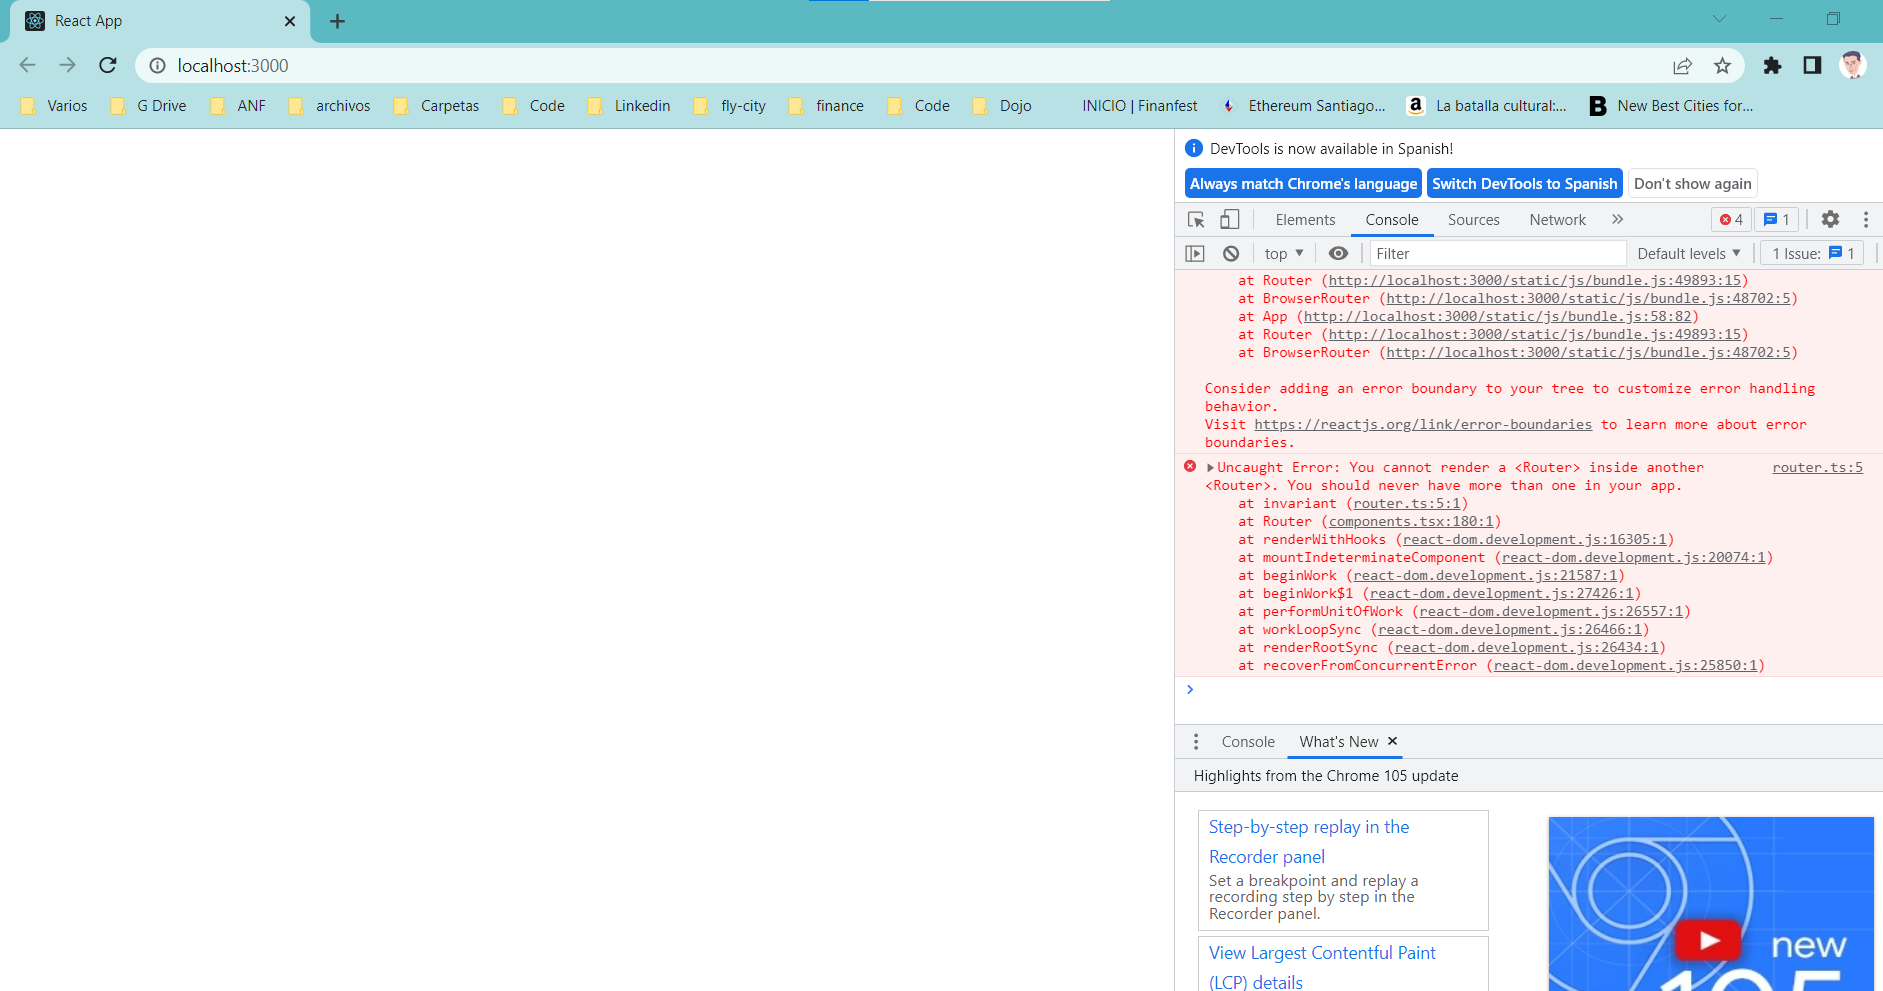 React App
localhost:3000
Varios G Drive ANF archivos Carpetas Code Linkedin fly-city finance Code Dojo INICIO | Finanfest Ethereum Santiago... La batalla cultural:... New Best Cities for...
DevTools is now available in Spanish!
Always match Chrome's language Switch DevTools to Spanish Don't show again
Elements Console Sources Network » 4 1
top Filter Default levels 1 Issue: 1
at Router (http://localhost:3000/static/js/bundle.js:49893:15)
at BrowserRouter (http://localhost:3000/static/js/bundle.js:48702:5)
at App (http://localhost:3000/static/js/bundle.js:58:82)
at Router (http://localhost:3000/static/js/bundle.js:49893:15)
at BrowserRouter (http://localhost:3000/static/js/bundle.js:48702:5)
Consider adding an error boundary to your tree to customize error handling
behavior.
Visit https://reactjs.org/link/error-boundaries to learn more about error
boundaries.
Uncaught Error: You cannot render a <Router> inside another router.ts:5
<Router>. You should never have more than one in your app.
at invariant (router.ts:5:1)
at Router (components.tsx:180:1)
at renderWithHooks (react-dom.development.js:16305:1)
at mountIndeterminateComponent (react-dom.development.js:20074:1)
at beginWork (react-dom.development.js:21587:1)
at beginWork$1 (react-dom.development.js:27426:1)
at performUnitOfWork (react-dom.development.js:26557:1)
at workLoopSync (react-dom.development.js:26466:1)
at renderRootSync (react-dom.development.js:26434:1)
at recoverFromConcurrentError (react-dom.development.js:25850:1)
Console What's New
Highlights from the Chrome 105 update
Step-by-step replay in the
Recorder panel
Set a breakpoint and replay a
recording step by step in the
Recorder panel.
View Largest Contentful Paint
(LCP) details
new
105